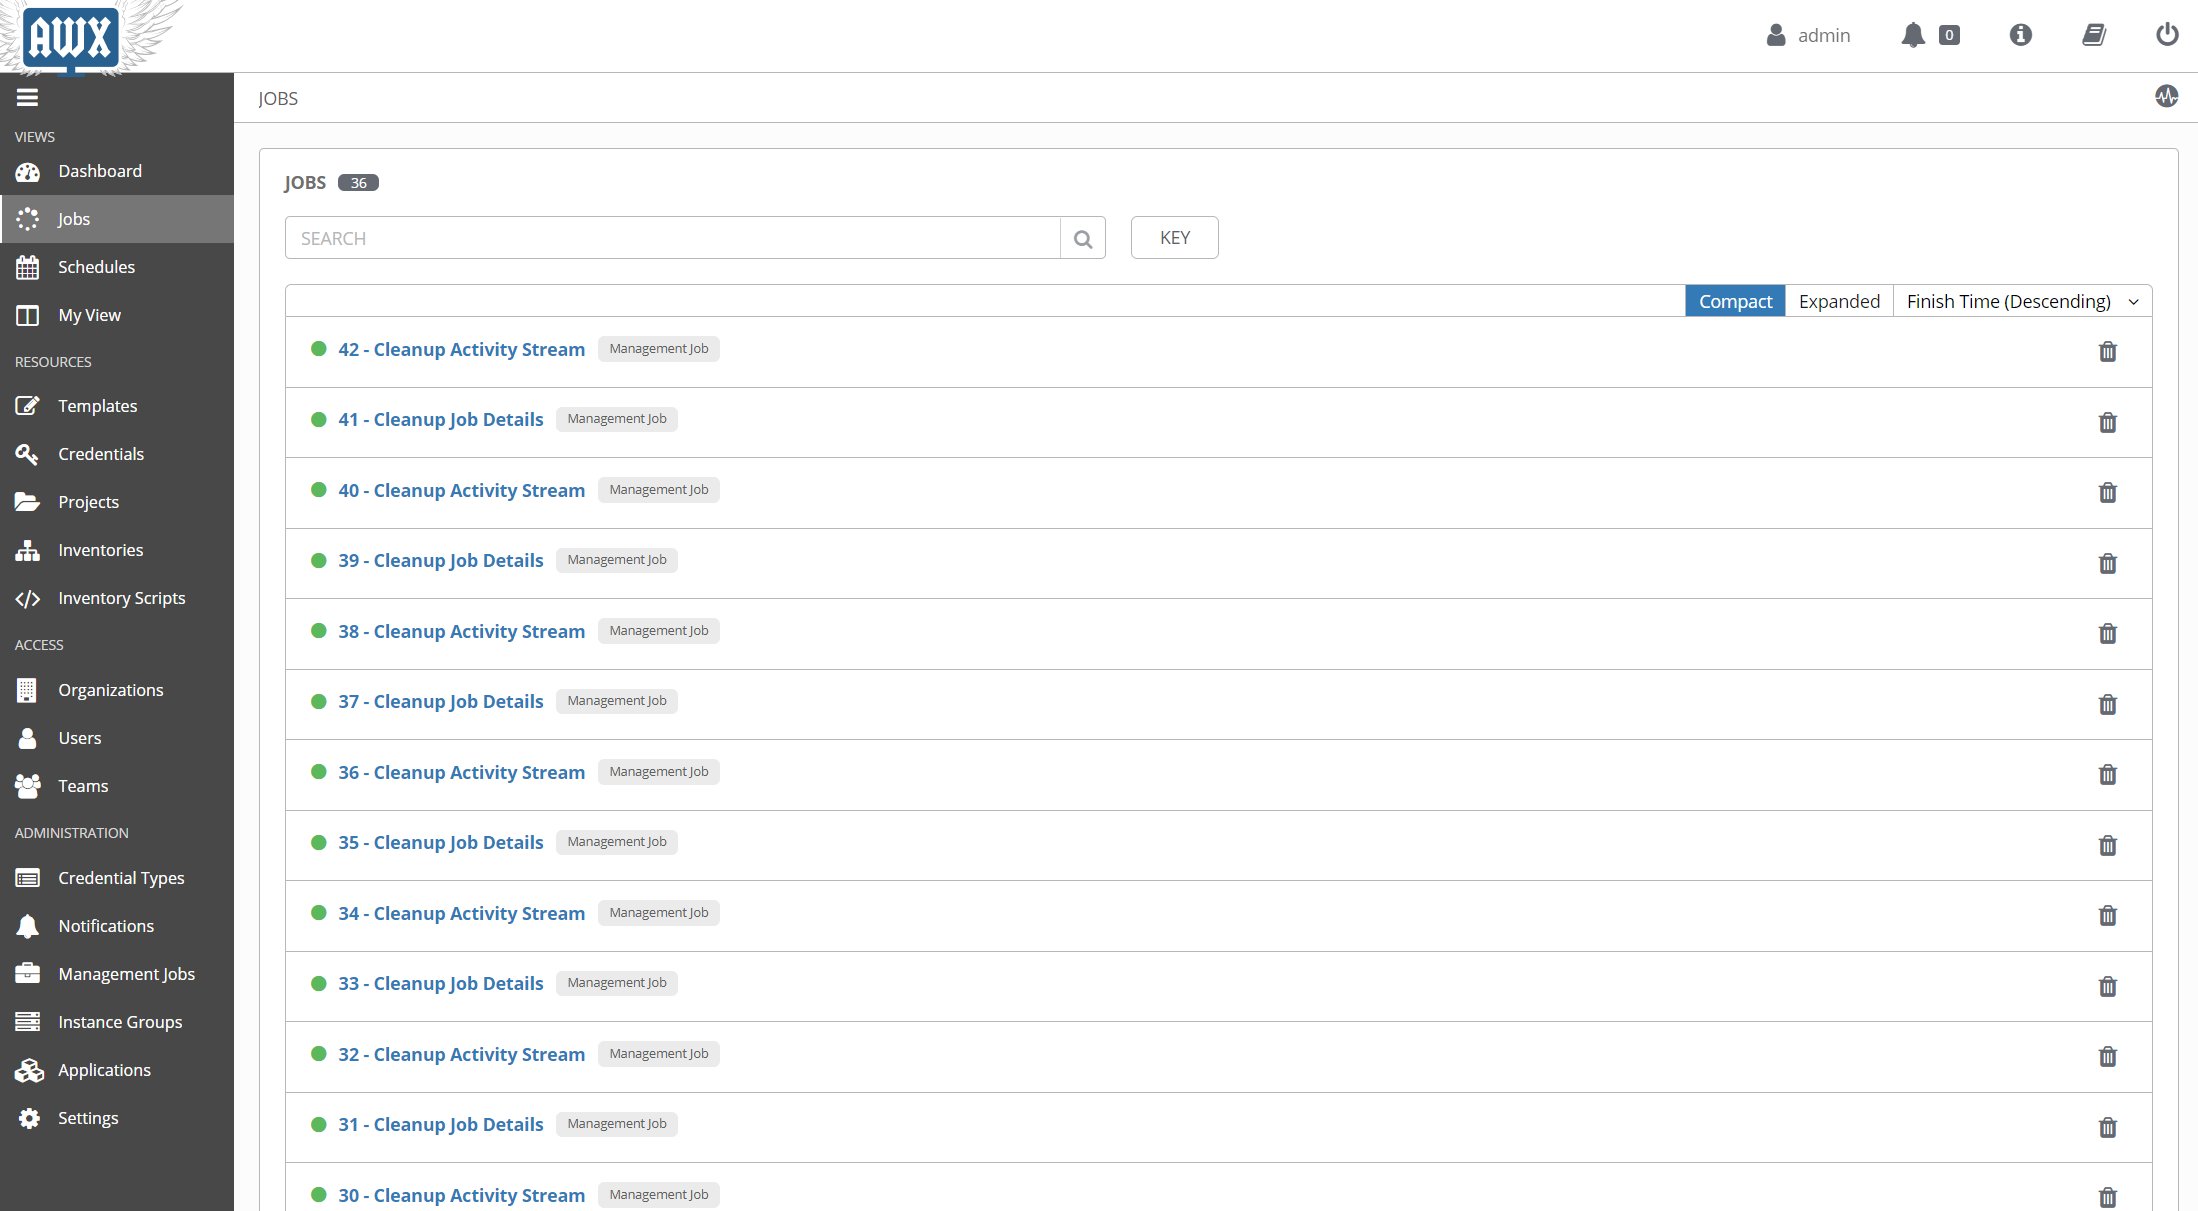 AWX
admin
0
JOBS
VIEWS
Dashboard
Jobs
Schedules
My View
RESOURCES
Templates
Credentials
Projects
Inventories
Inventory Scripts
ACCESS
Organizations
Users
Teams
ADMINISTRATION
Credential Types
Notifications
Management Jobs
Instance Groups
Applications
Settings
JOBS 36
SEARCH
KEY
Compact Expanded Finish Time (Descending)
42 - Cleanup Activity Stream Management Job
41 - Cleanup Job Details Management Job
40 - Cleanup Activity Stream Management Job
39 - Cleanup Job Details Management Job
38 - Cleanup Activity Stream Management Job
37 - Cleanup Job Details Management Job
36 - Cleanup Activity Stream Management Job
35 - Cleanup Job Details Management Job
34 - Cleanup Activity Stream Management Job
33 - Cleanup Job Details Management Job
32 - Cleanup Activity Stream Management Job
31 - Cleanup Job Details Management Job
30 - Cleanup Activity Stream Management Job